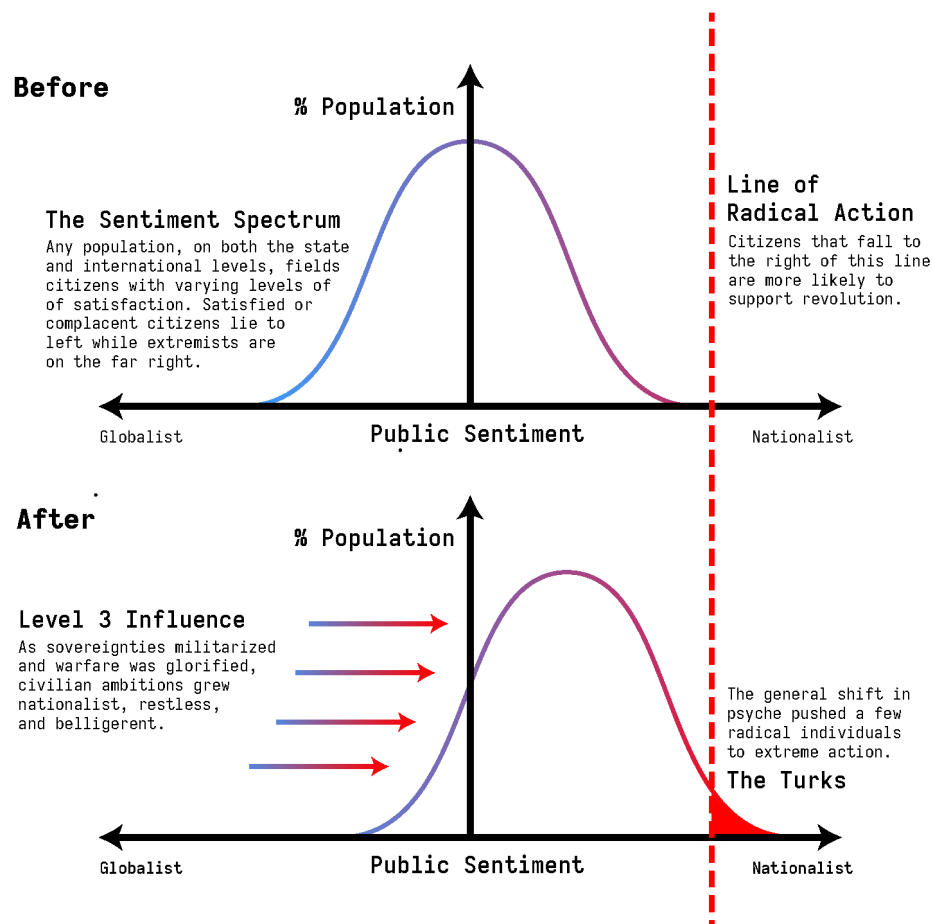 Before
% Population
The Sentiment Spectrum
Any population, on both the state
and international levels, fields
citizens with varying levels of
of satisfaction. Satisfied or
complacent citizens lie to
left while extremists are
on the far right.
Line of
Radical Action
Citizens that fall to
the right of this line
are more likely to
support revolution.
Globalist
Public Sentiment
Nationalist
After
% Population
Level 3 Influence
As sovereignties militarized
and warfare was glorified,
civilian ambitions grew
nationalist, restless,
and belligerent.
The general shift in
psyche pushed a few
radical individuals
to extreme action.
The Turks
Globalist
Public Sentiment
Nationalist